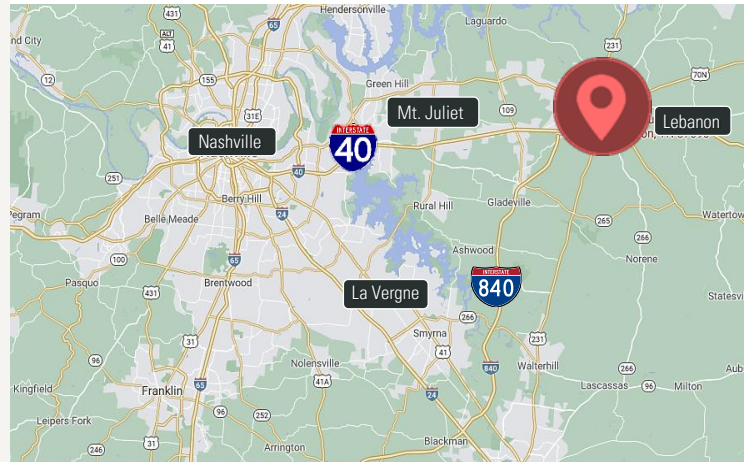 431
65
Hendersonville
Laguardo
231
nd City
ALT
41
12
155
Green Hill
70N
31E
Mt. Juliet
109
Lebanon
Nashville
INTERSTATE
40
251
40
Berry Hill
24
Rural Hill
Gladeville
265
Watertow
Pegram
Belle Meade
100
65
Ashwood
Norene
Pasquo
431
Brentwood
La Vergne
INTERSTATE
840
266
Statesvi
31
Smyrna
41
231
96
Nolensville
840
Walterhill
266
Aub
Kingfield
Franklin
65
41A
24
Lascassas
96
Milton
Leipers Fork
96
252
246
31
Arrington
Blackman